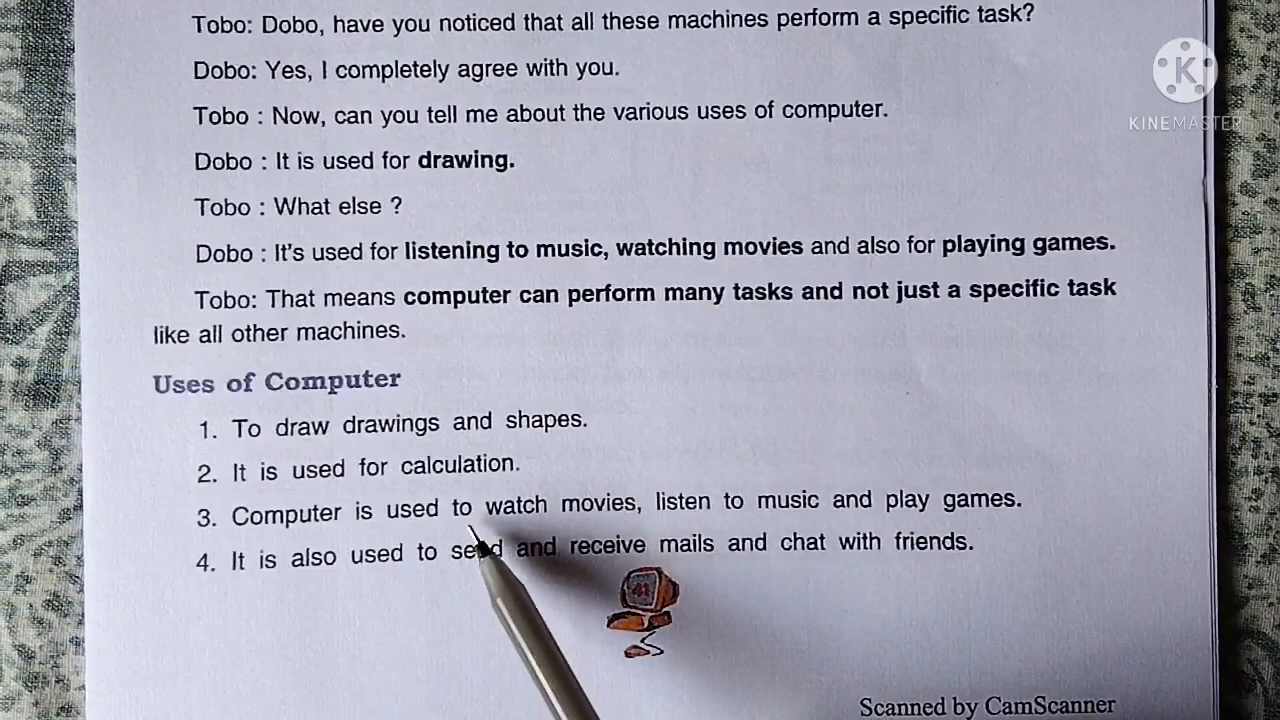 Tobo: Dobo, have you noticed that all these machines perform a specific task?
Dobo: Yes, I completely agree with you.
K
KINEMASTER
Tobo : Now, can you tell me about the various uses of computer.
Dobo : It is used for drawing.
Tobo : What else ?
Dobo : It's used for listening to music, watching movies and also for playing games.
Tobo: That means computer can perform many tasks and not just a specific task
like all other machines.
Uses of Computer
1. To draw drawings and shapes.
2. It is used for calculation.
3. Computer is used to watch movies, listen to music and play games.
4. It is also used to send and receive mails and chat with friends.
41
Scanned by CamScanner